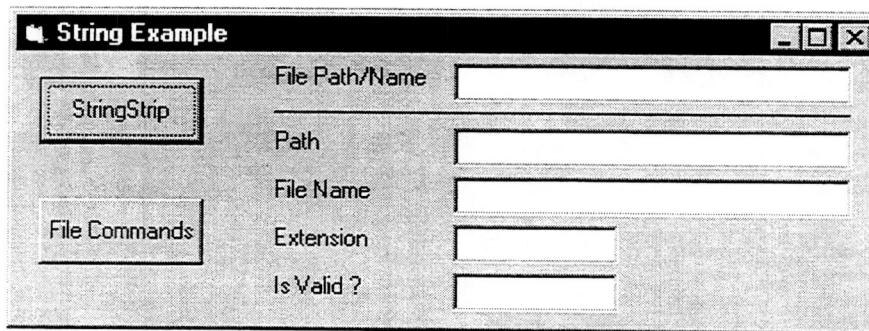 String Example
StringStrip
File Commands
File Path/Name
Path
File Name
Extension
Is Valid ?